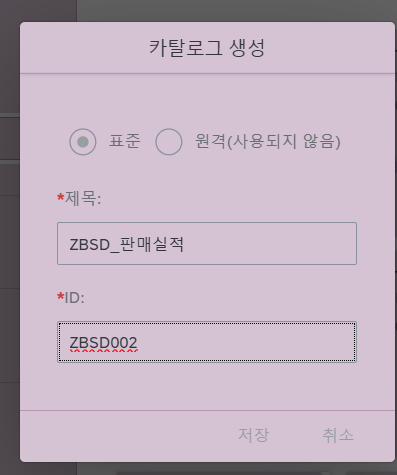 카탈로그 생성
표준 원격(사용되지 않음)
*제목:
ZBSD_판매실적
*ID:
ZBSD002
저장 취소